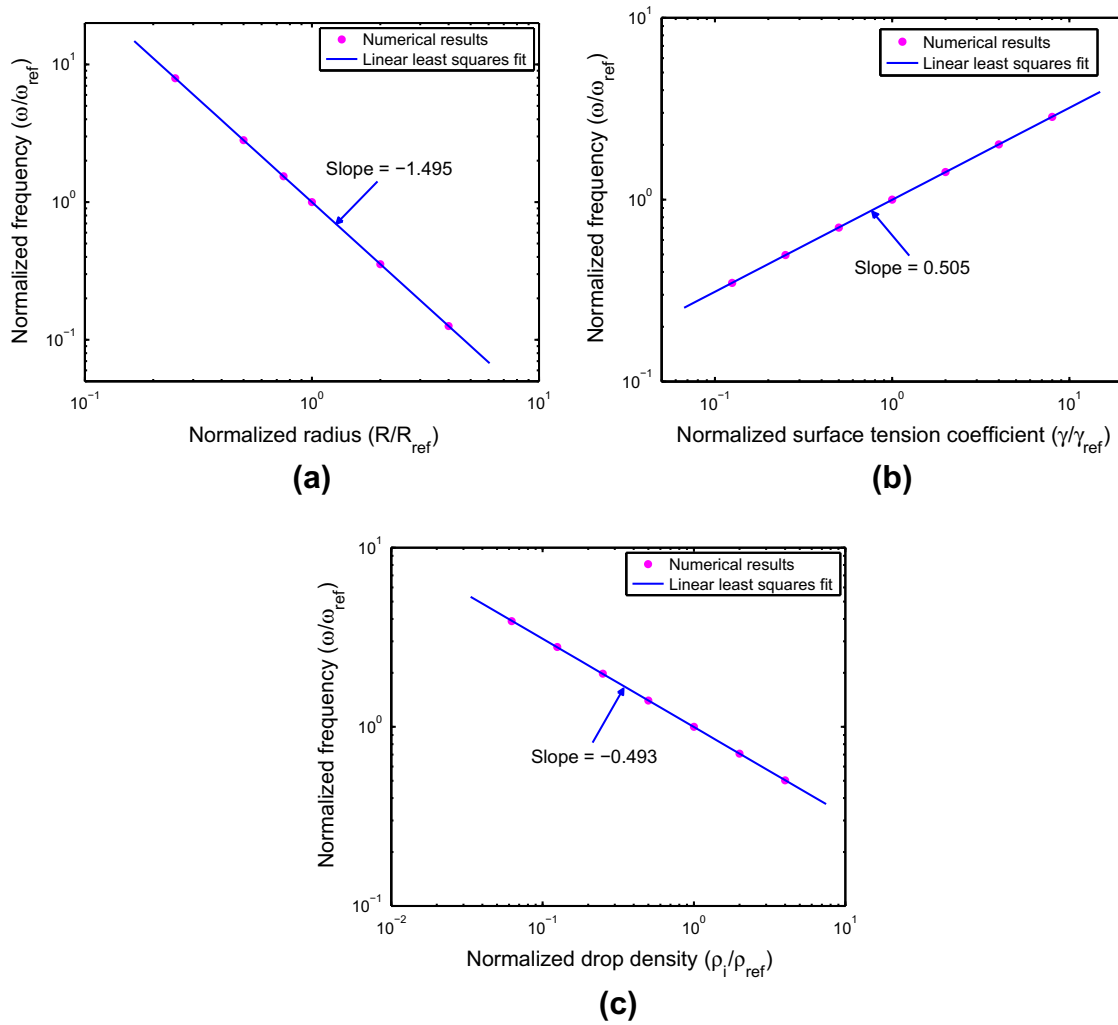 Numerical results
Linear least squares fit
Slope = −1.495
Normalized frequency (ω/ω_ref)
10^1
10^0
10^−1
10^−1
10^0
10^1
Normalized radius (R/R_ref)
(a)
Numerical results
Linear least squares fit
Slope = 0.505
Normalized frequency (ω/ω_ref)
10^1
10^0
10^−1
10^−1
10^0
10^1
Normalized surface tension coefficient (γ/γ_ref)
(b)
Numerical results
Linear least squares fit
Slope = −0.493
Normalized frequency (ω/ω_ref)
10^1
10^0
10^−1
10^−2
10^−1
10^0
10^1
Normalized drop density (ρ_i/ρ_ref)
(c)